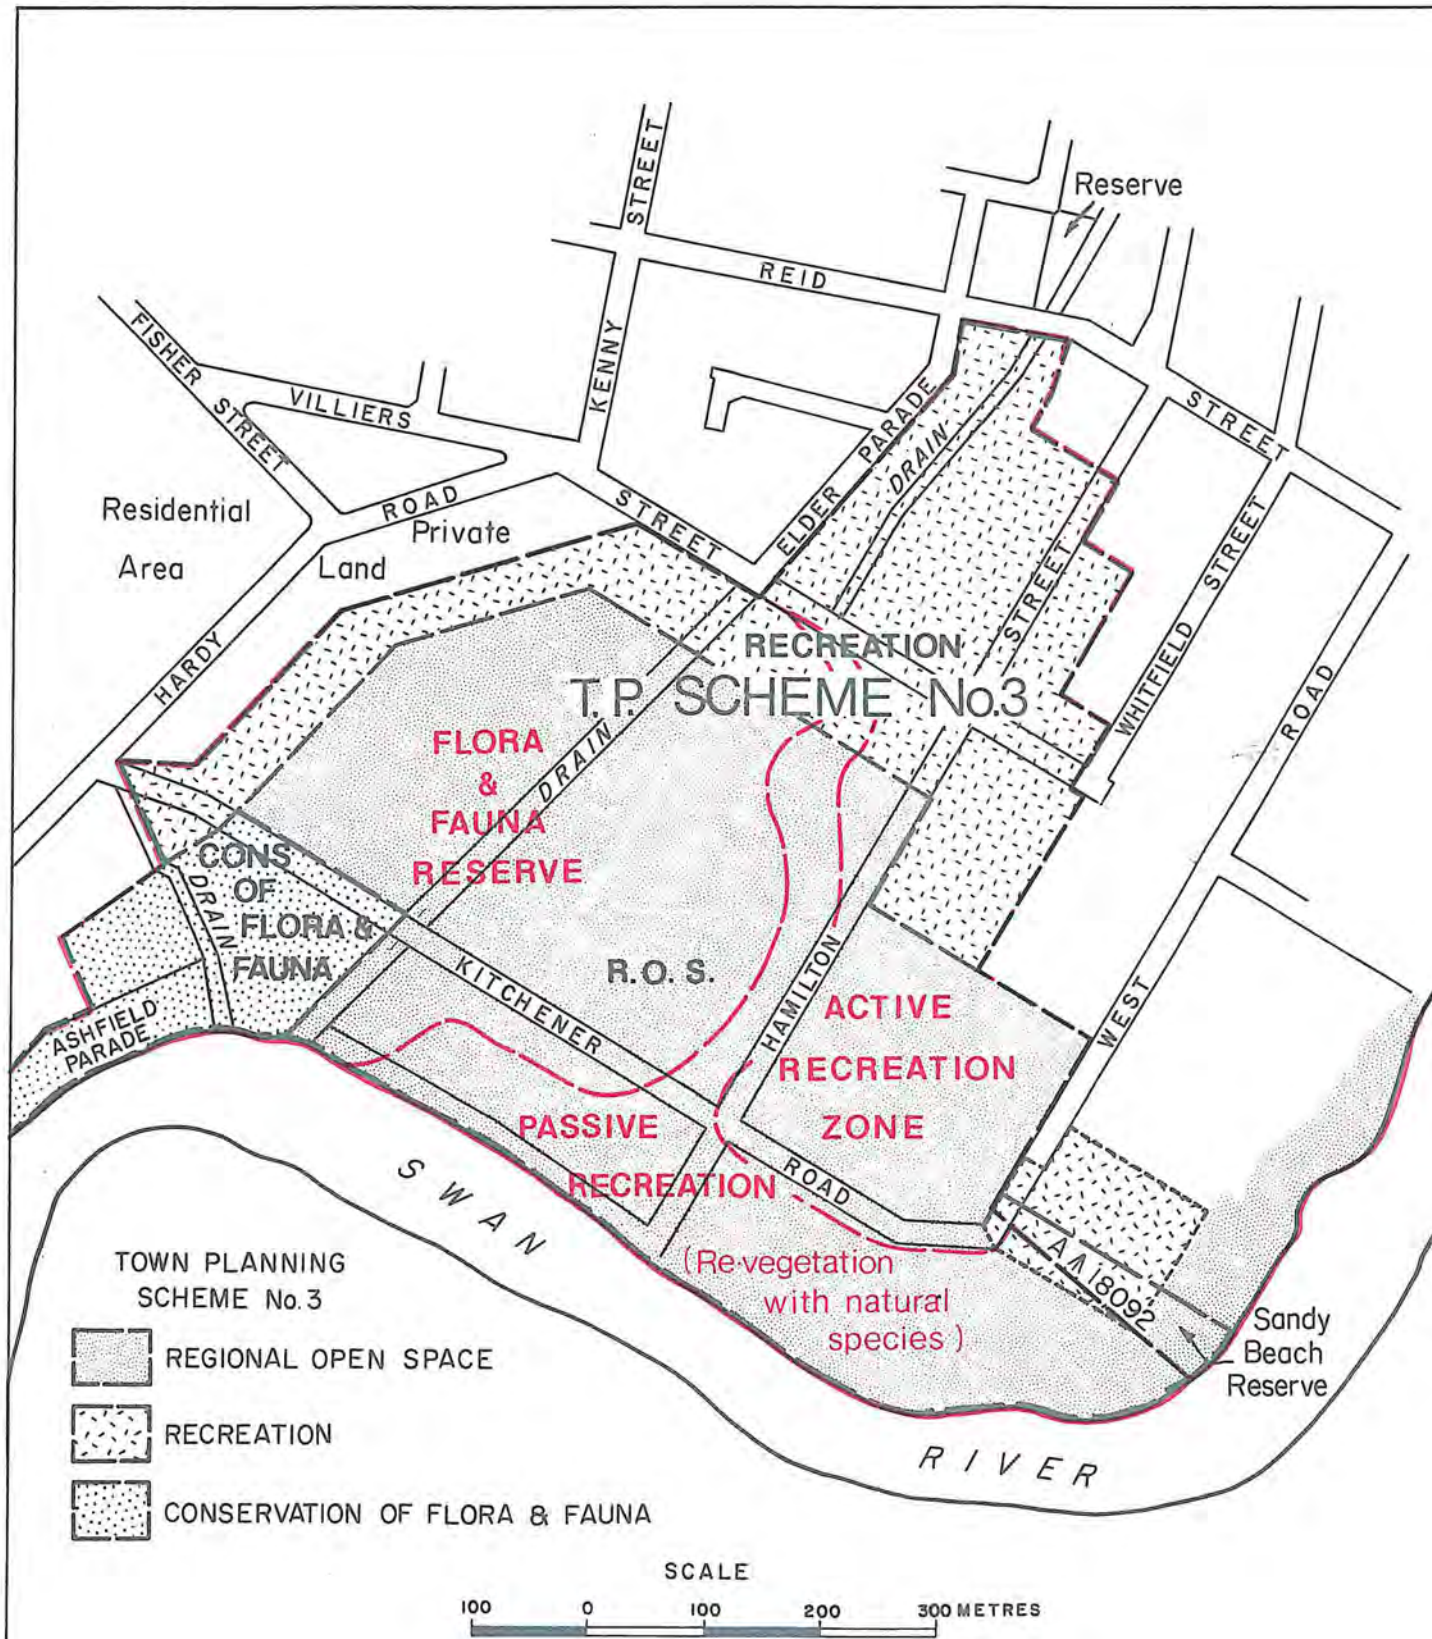 Reserve
STREET
REID
KENNY
FISHER
STREET
VILLIERS
ROAD
Residential
Area
Private
Land
STREET
ELDER PARADE
DRAIN
STREET
STREET
WHITFIELD STREET
ROAD
HARDY
RECREATION
T.P. SCHEME No.3
FLORA
&
FAUNA
RESERVE
DRAIN
CONS
OF
FLORA &
FAUNA
DRAIN
R.O.S.
KITCHENER
HAMILTON
ACTIVE
RECREATION
ZONE
WEST
ASHFIELD
PARADE.
PASSIVE
RECREATION
ROAD
(Re-vegetation
with natural
species)
A A 18092
Sandy
Beach
Reserve
SWAN
RIVER
TOWN PLANNING
SCHEME No. 3
REGIONAL OPEN SPACE
RECREATION
CONSERVATION OF FLORA & FAUNA
SCALE
100 0 100 200 300 METRES